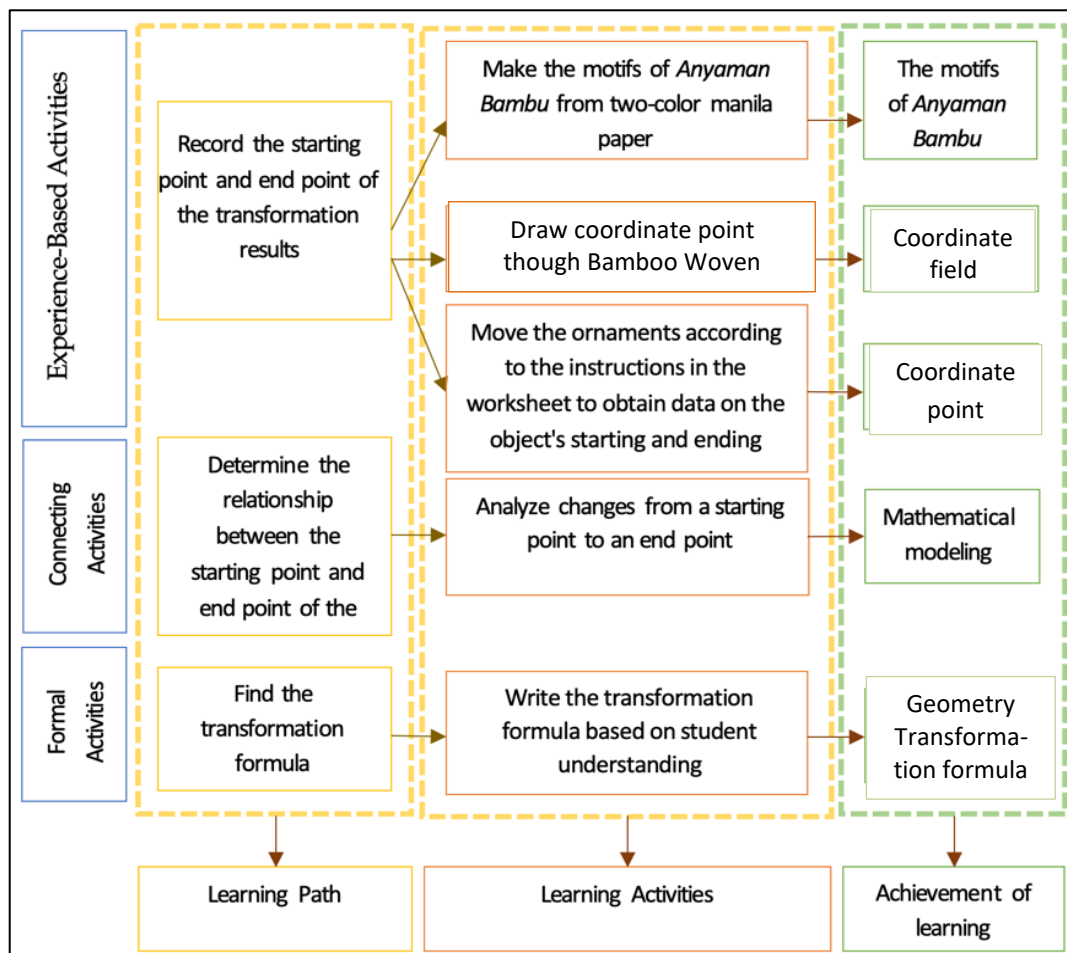 Experience-Based Activities
Record the starting
point and end point of
the transformation
results
Make the motifs of Anyaman
Bambu from two-color manila
paper
The motifs
of Anyaman
Bambu
Draw coordinate point
though Bamboo Woven
Coordinate
field
Move the ornaments according
to the instructions in the
worksheet to obtain data on the
object's starting and ending
Coordinate
point
Connecting
Activities
Determine the
relationship
between the
starting point and
end point of the
Analyze changes from a starting
point to an end point
Mathematical
modeling
Formal
Activities
Find the
transformation
formula
Write the transformation
formula based on student
understanding
Geometry
Transforma-
tion formula
Learning Path
Learning Activities
Achievement of
learning